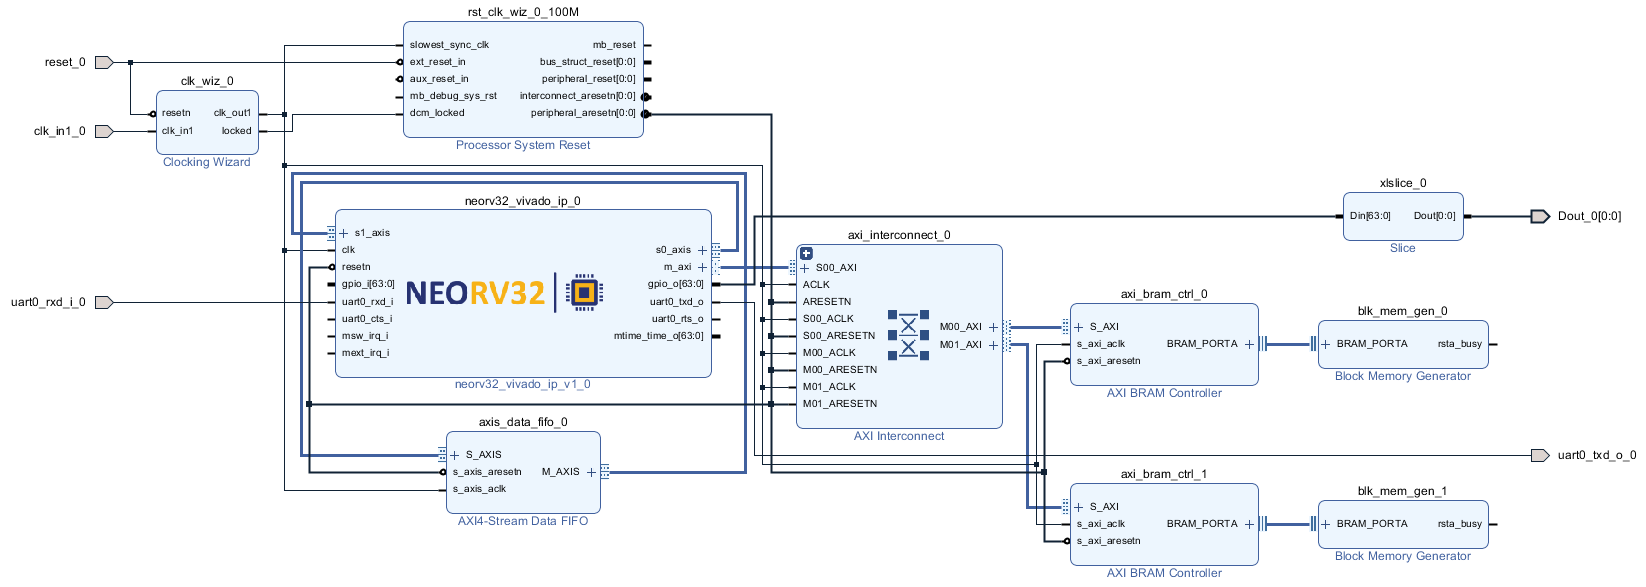 rst_clk_wiz_0_100M
slowest_sync_clk
ext_reset_in
aux_reset_in
mb_debug_sys_rst
dcm_locked
mb_reset
bus_struct_reset[0:0]
peripheral_reset[0:0]
interconnect_aresetn[0:0]
peripheral_aresetn[0:0]
Processor System Reset
reset_0
clk_in1_0
clk_wiz_0
resetn
clk_in1
clk_out1
locked
Clocking Wizard
neorv32_vivado_ip_0
s1_axis
clk
resetn
gpio_i[63:0]
uart0_rxd_i
uart0_cts_i
msw_irq_i
mext_irq_i
NEORV32
s0_axis
m_axi
gpio_o[63:0]
uart0_txd_o
uart0_rts_o
mtime_time_o[63:0]
neorv32_vivado_ip_v1_0
uart0_rxd_i_0
axis_data_fifo_0
S_AXIS
s_axis_aresetn
s_axis_aclk
M_AXIS
AXI4-Stream Data FIFO
axi_interconnect_0
S00_AXI
ACLK
ARESETN
S00_ACLK
S00_ARESETN
M00_ACLK
M00_ARESETN
M01_ACLK
M01_ARESETN
M00_AXI
M01_AXI
AXI Interconnect
xlslice_0
Din[63:0]
Dout[0:0]
Slice
Dout_0[0:0]
axi_bram_ctrl_0
S_AXI
s_axi_aclk
s_axi_aresetn
BRAM_PORTA
AXI BRAM Controller
blk_mem_gen_0
BRAM_PORTA
rsta_busy
Block Memory Generator
uart0_txd_o_0
axi_bram_ctrl_1
S_AXI
s_axi_aclk
s_axi_aresetn
BRAM_PORTA
AXI BRAM Controller
blk_mem_gen_1
BRAM_PORTA
rsta_busy
Block Memory Generator